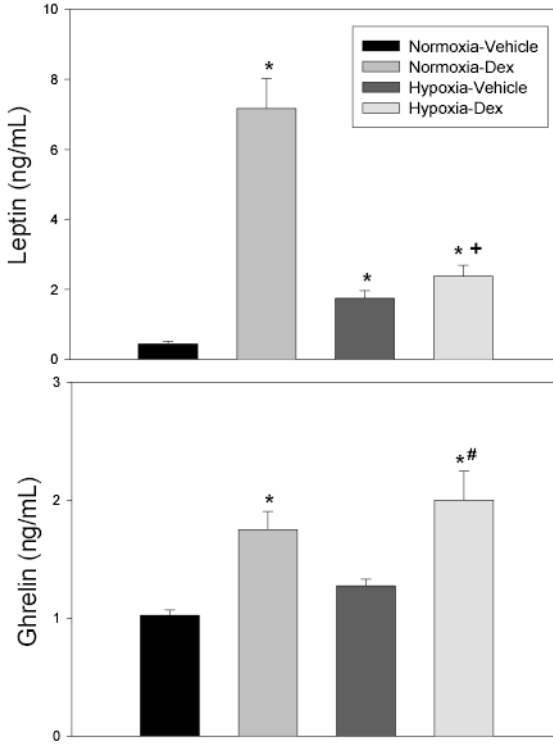 10
8
6
4
2
0
Leptin (ng/mL)
Normoxia-Vehicle
Normoxia-Dex
Hypoxia-Vehicle
Hypoxia-Dex
*
*
* +
3
2
1
0
Ghrelin (ng/mL)
*
*#